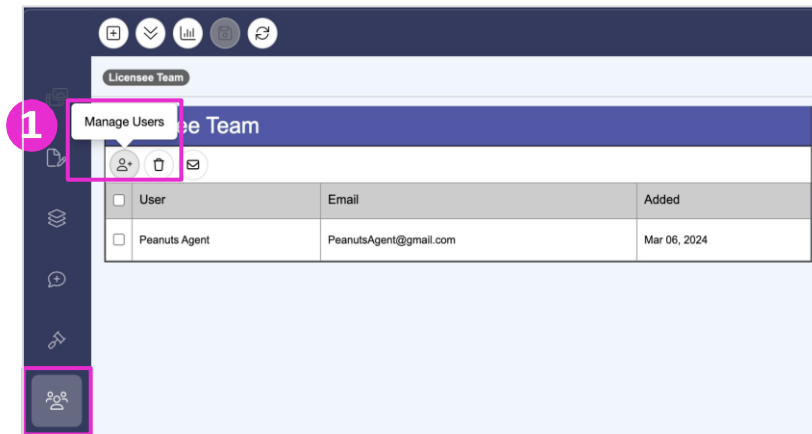 Licensee Team
1
Manage Users
ee Team
User Email Added
Peanuts Agent PeanutsAgent@gmail.com Mar 06, 2024